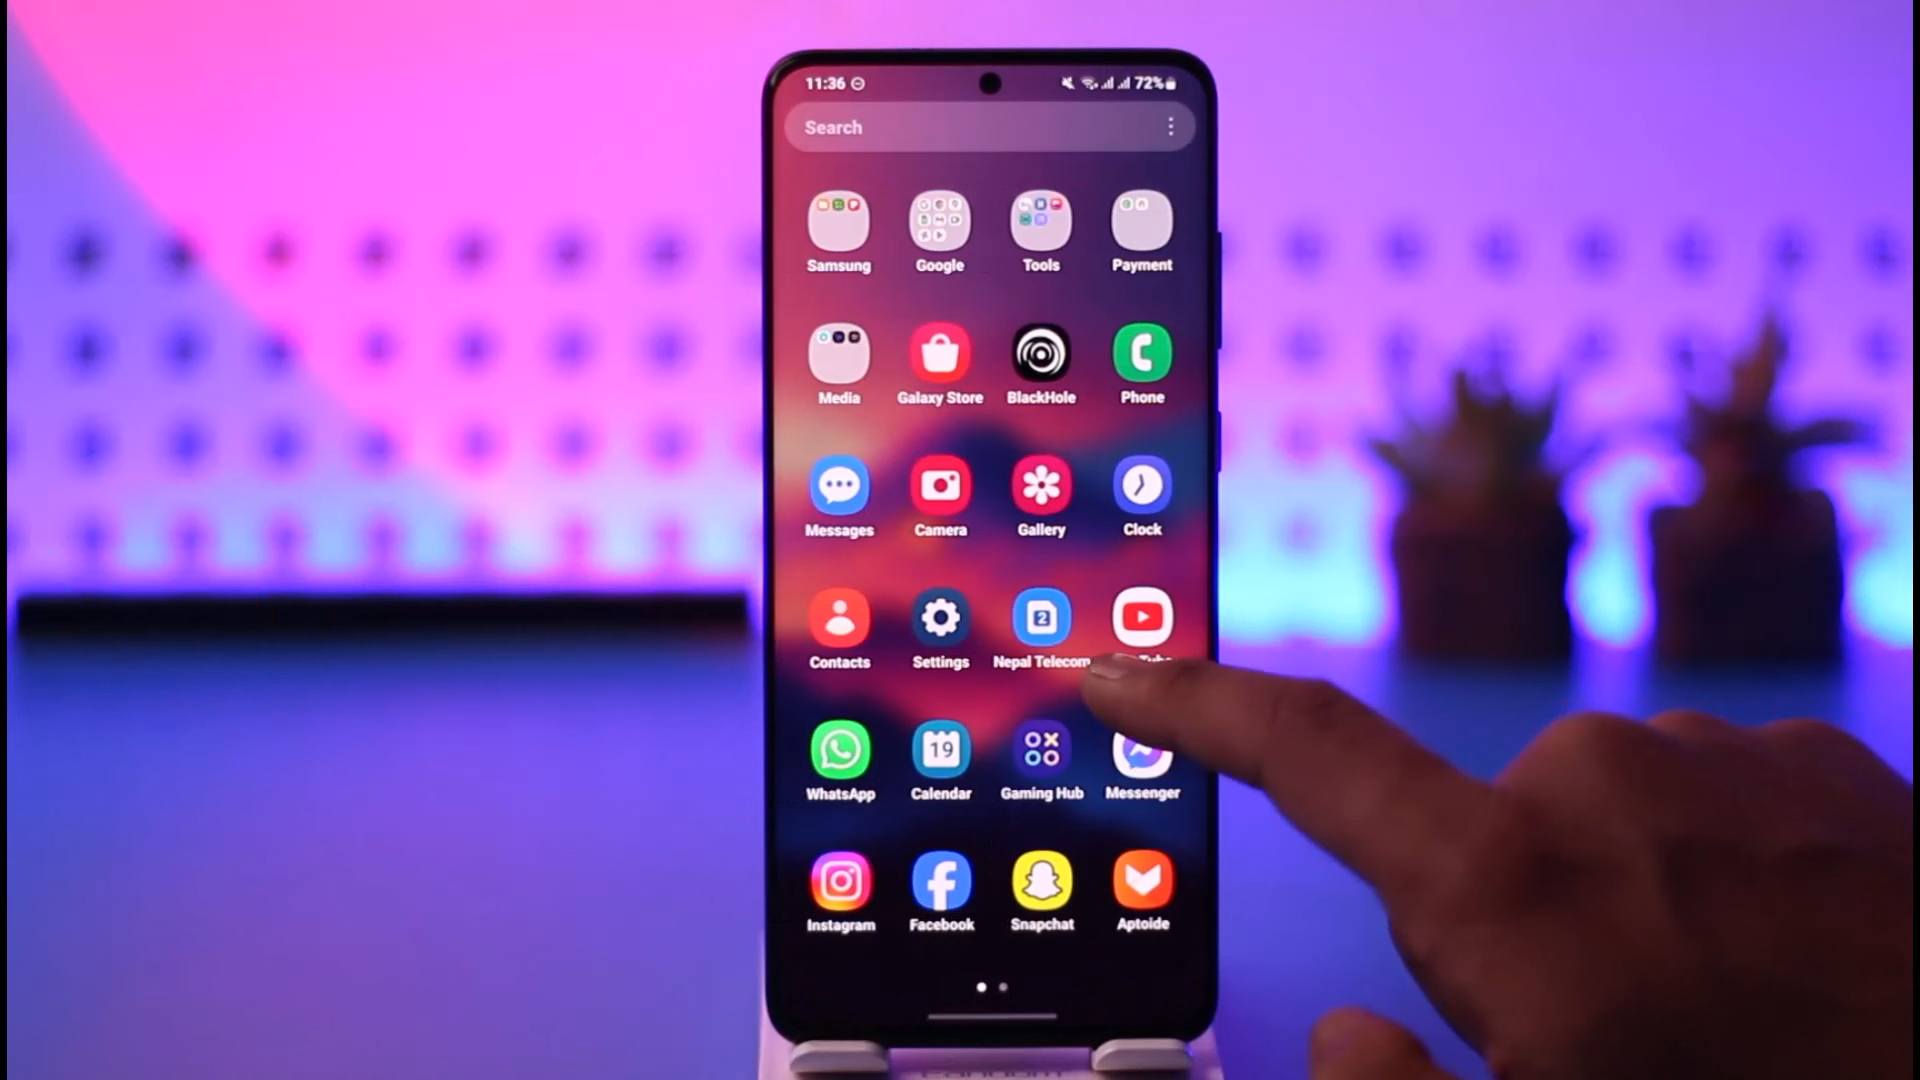 11:36 72%
Search
Samsung Google Tools Payment
Media Galaxy Store BlackHole Phone
Messages Camera Gallery Clock
2
Contacts Settings Nepal Telecom
19
WhatsApp Calendar Gaming Hub Messenger
Instagram Facebook Snapchat Aptoide